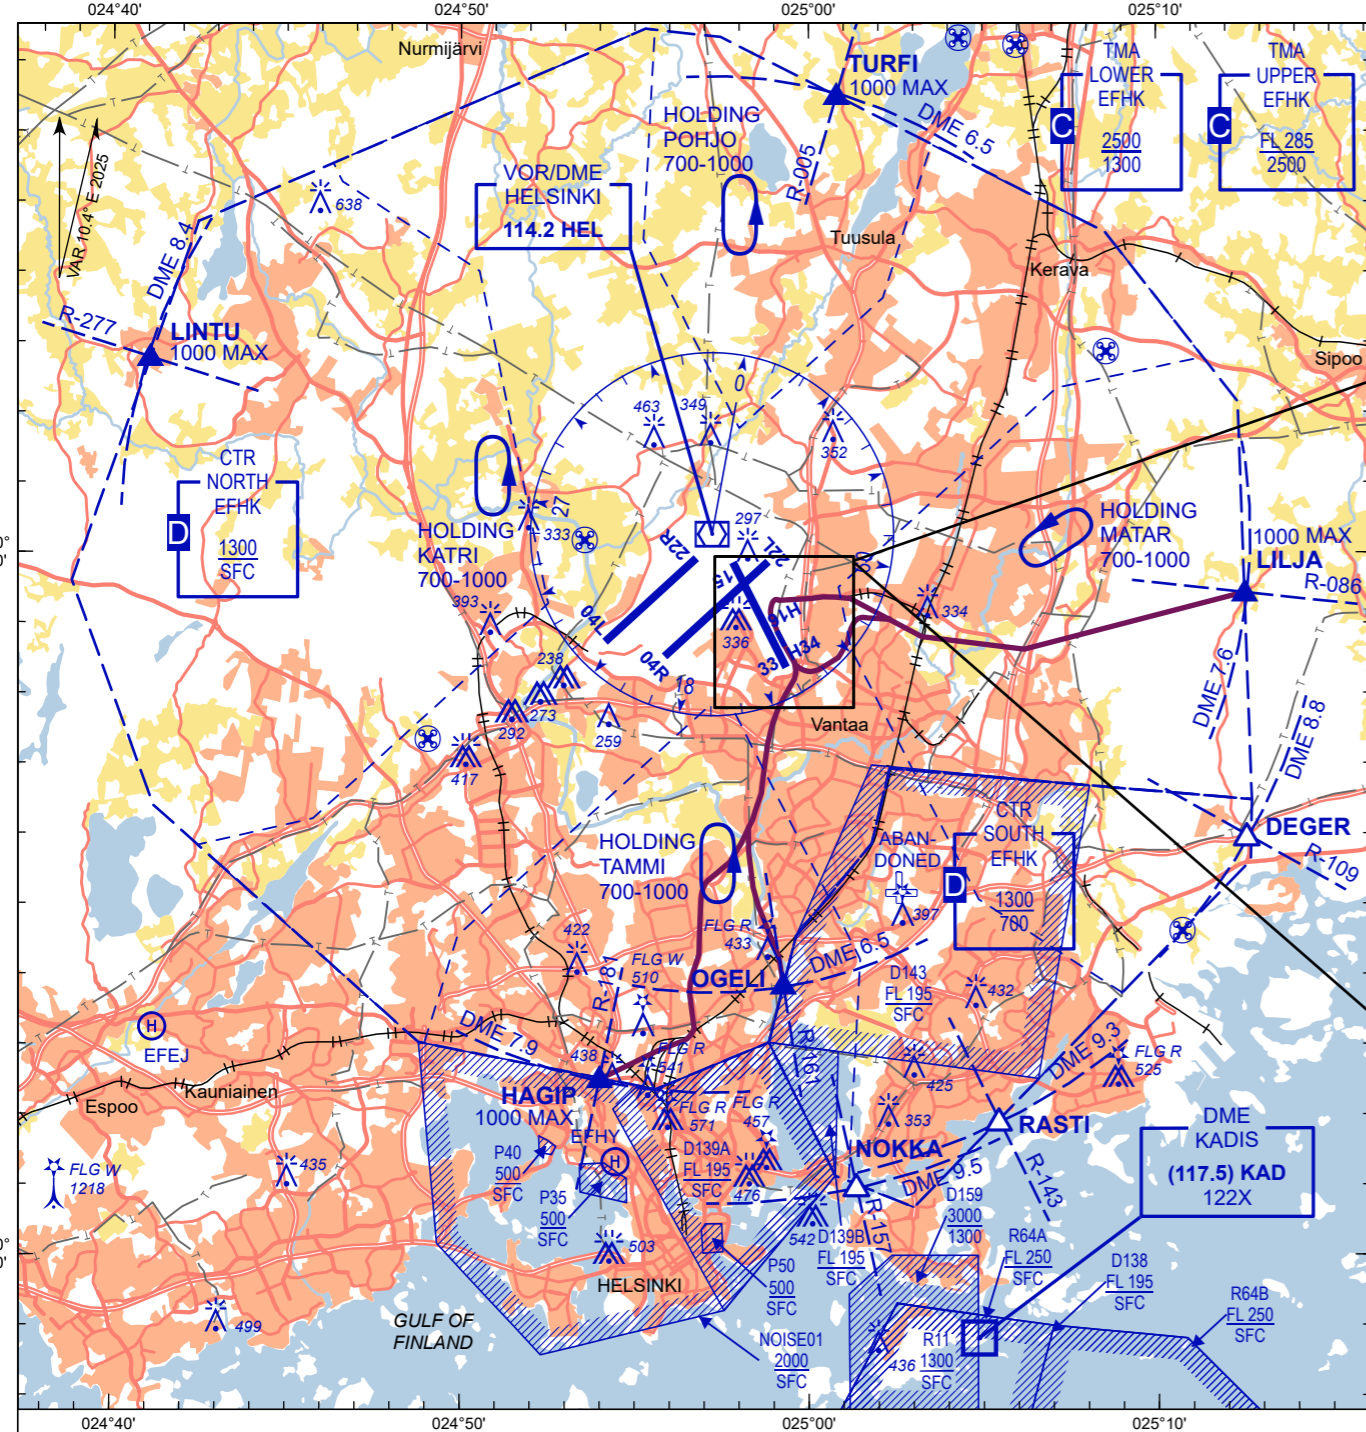 024°40'
024°50'
025°00'
025°10'
Nurmijärvi
TURFI
1000 MAX
DME 6.5
R-005
TMA
LOWER
EFHK
C
2500
1300
TMA
UPPER
EFHK
C
FL 285
2500
HOLDING
POHJO
700-1000
VOR/DME
HELSINKI
114.2 HEL
VAR 10.4° E 2025
638
DME 8.4
R-277
LINTU
1000 MAX
Tuusula
Kerava
Sipoo
0
463
349
352
CTR
NORTH
EFHK
D
1300
SFC
27
333
HOLDING
KATRI
700-1000
393
297
22R
22L
15
04L
04R
18
336
H16
H34
33
09
334
HOLDING
MATAR
700-1000
1000 MAX
LILJA
R-086
DME 7.6
DME 8.8
238
273
292
259
417
Vantaa
HOLDING
TAMMI
700-1000
ABAN-
DONED
397
CTR
SOUTH
EFHK
D
1300
700
DEGER
R-109
FLG R
433
422
FLG W
510
OGELI
DME 6.5
D143
FL 195
SFC
432
R-181
R-161
EFEJ
H
DME 7.9
438
FLG R
541
HAGIP
1000 MAX
Espoo
Kauniainen
425
DME 9.3
FLG R
525
353
RASTI
FLG R
571
FLG R
457
EFHY
H
P40
500
SFC
D139A
FL 195
SFC
476
NOKKA
DME 9.5
R-143
R-157
DME
KADIS
(117.5) KAD
122X
FLG W
1218
435
P35
500
SFC
503
HELSINKI
542
D139B
FL 195
SFC
D159
3000
1300
R64A
FL 250
SFC
D138
FL 195
SFC
R64B
FL 250
SFC
P50
500
SFC
499
GULF OF
FINLAND
NOISE01
2000
SFC
436
R11
1300
SFC
024°40'
024°50'
025°00'
025°10'